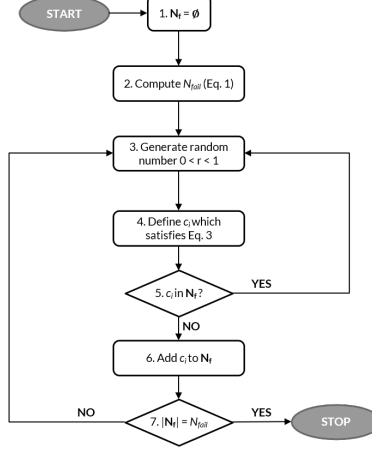 START
1. N_f = ∅
2. Compute N_fail (Eq. 1)
3. Generate random
number 0 < r < 1
4. Define c_i which
satisfies Eq. 3
5. c_i in N_f?
YES
NO
6. Add c_i to N_f
7. |N_f| = N_fail
NO
YES
STOP